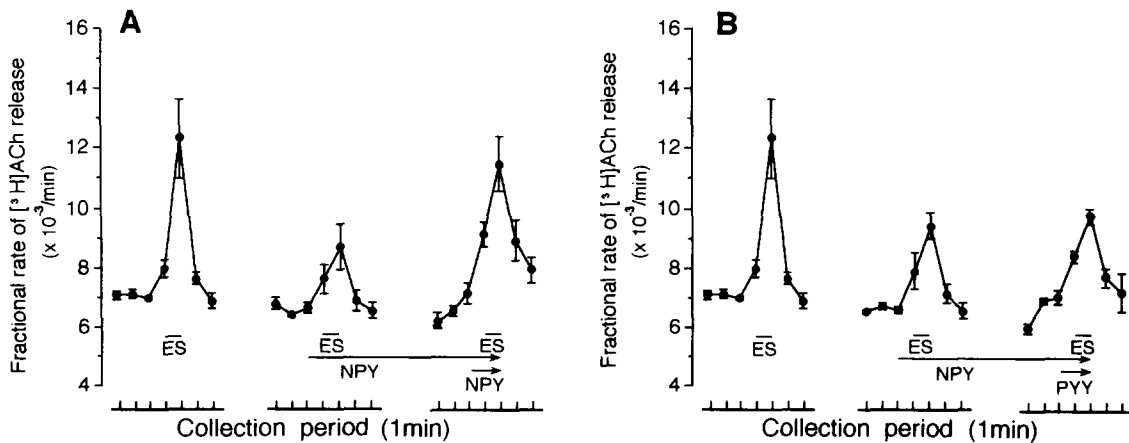 A
Fractional rate of [³H]ACh release
(x 10⁻³/min)
16
14
12
10
8
6
4
ES
ES
ES
NPY
NPY
Collection period (1min)
B
Fractional rate of [³H]ACh release
(x 10⁻³/min)
16
14
12
10
8
6
4
ES
ES
ES
NPY
PYY
Collection period (1min)